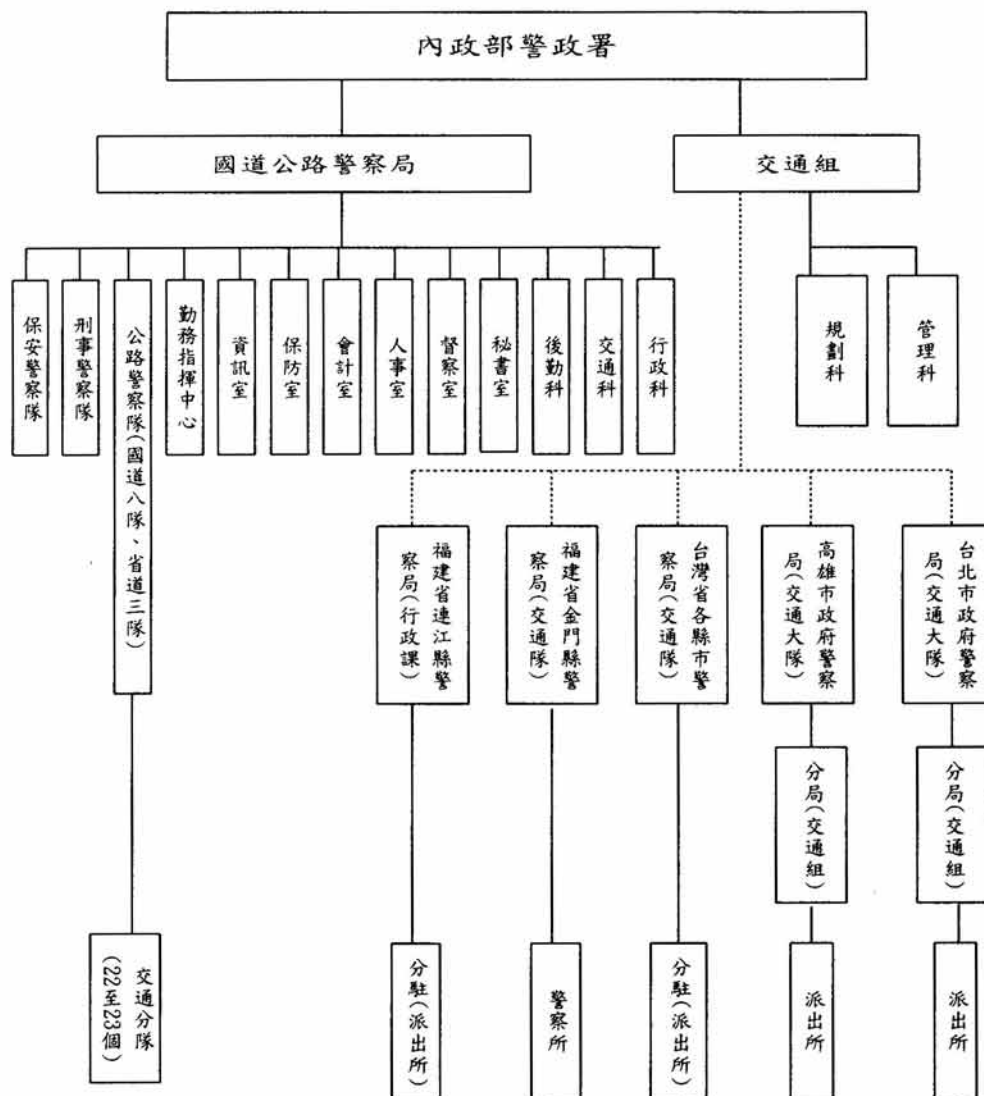 內政部警政署
國道公路警察局
交通組
保安警察隊
刑事警察隊
公路警察隊(國道八隊、省道三隊)
勤務指揮中心
資訊室
保防室
會計室
人事室
督察室
秘書室
後勤科
交通科
行政科
規劃科
管理科
福建省連江縣警
察局(行政課)
福建省金門縣警
察局(交通隊)
台灣省各縣市警
察局(交通隊)
高雄市政府警察
局(交通大隊)
台北市政府警察
局(交通大隊)
分局(交通組)
分局(交通組)
交通分隊
(22至23個)
分駐(派出所)
警察所
分駐(派出所)
派出所
派出所